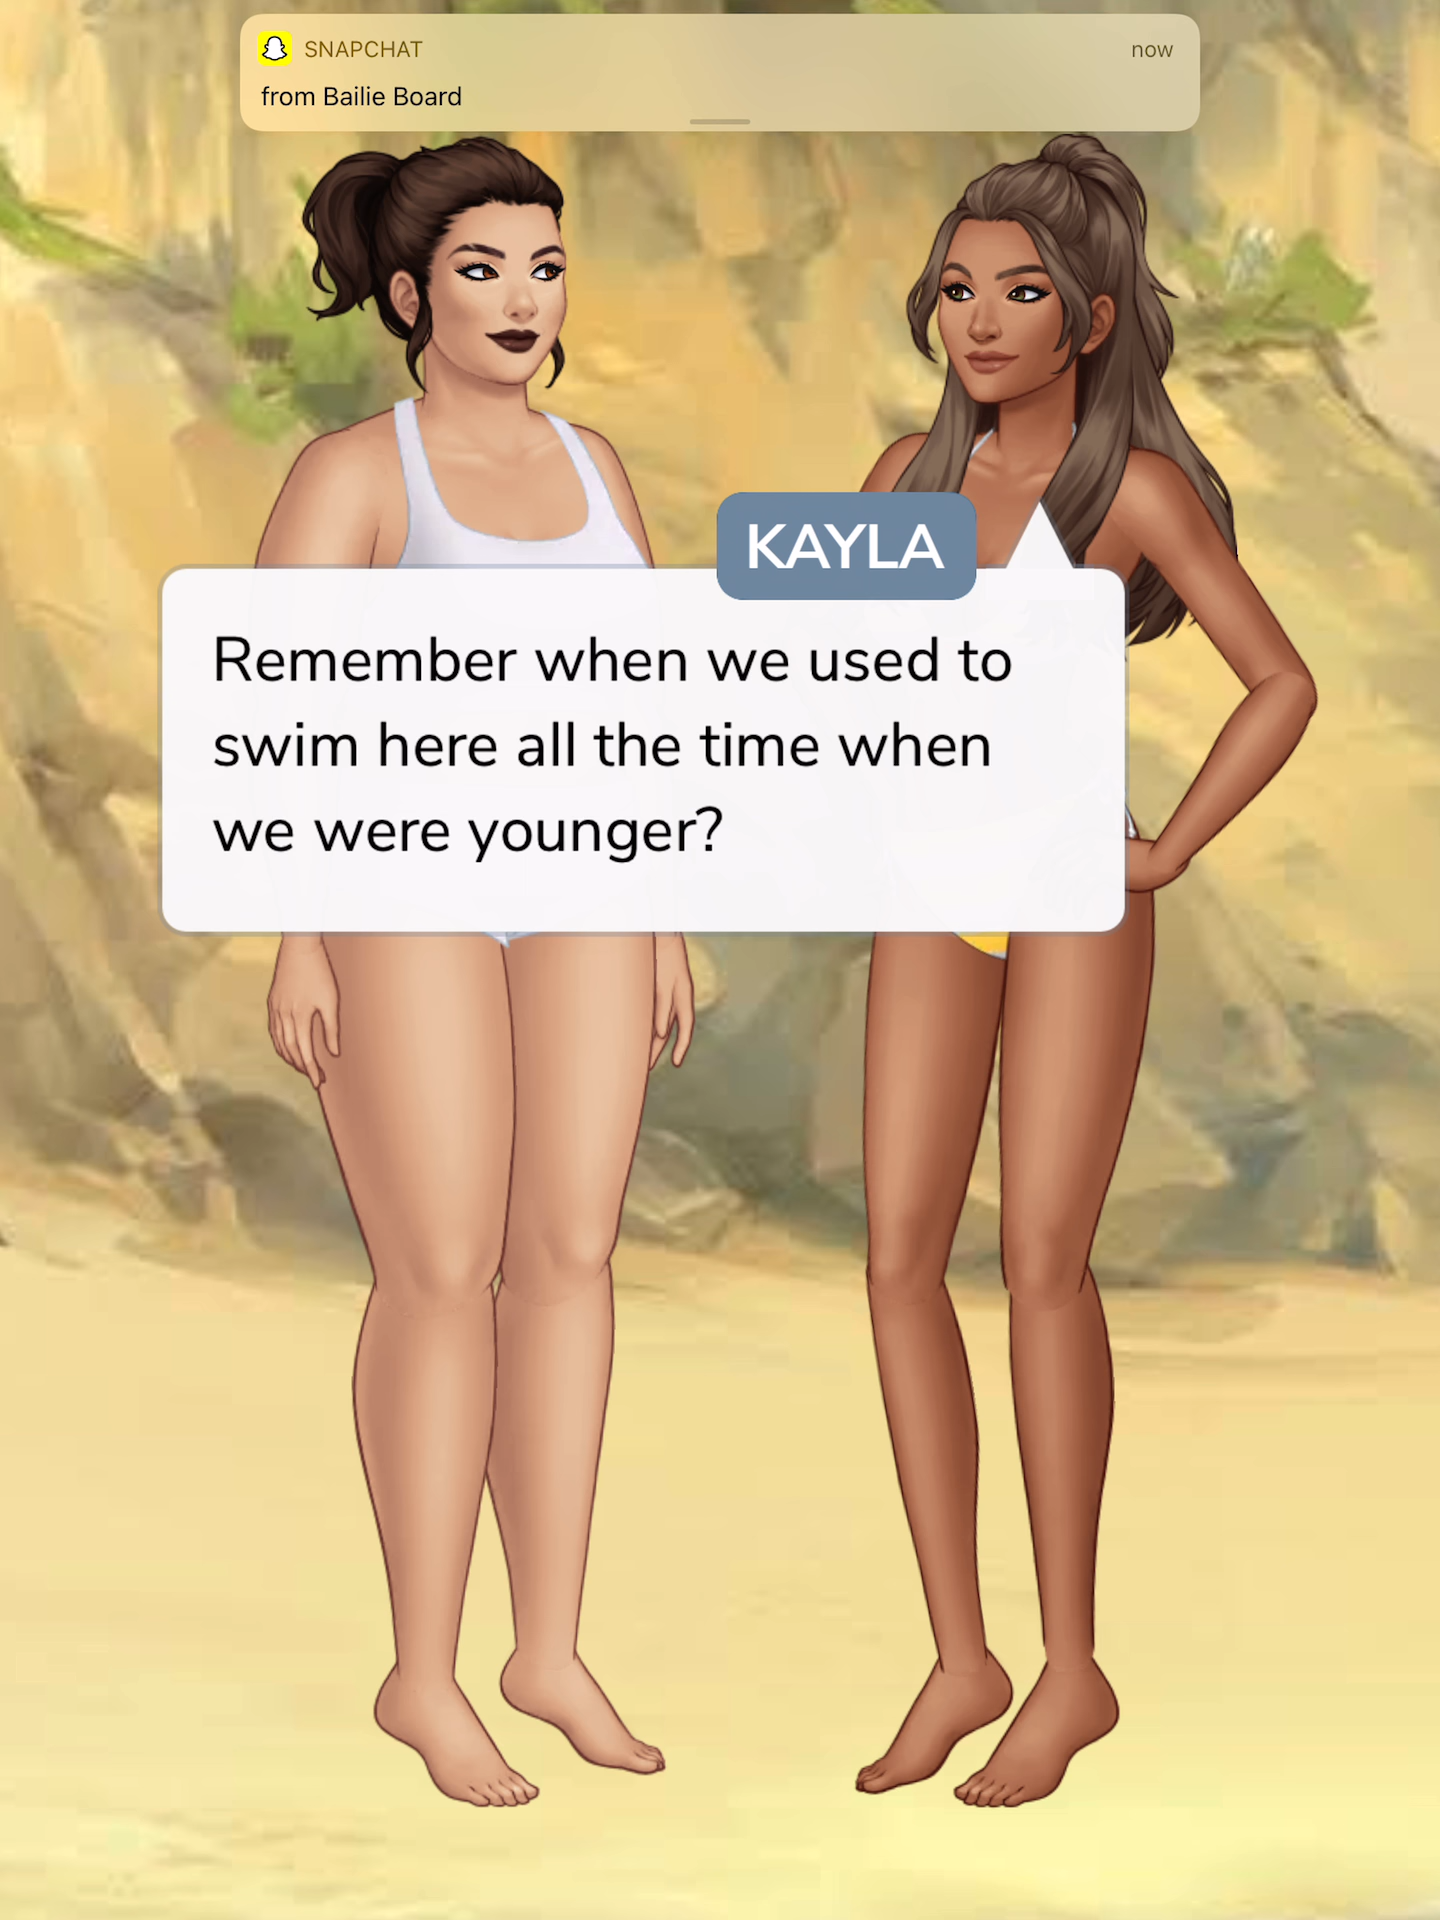 SNAPCHAT now
from Bailie Board
KAYLA
Remember when we used to
swim here all the time when
we were younger?